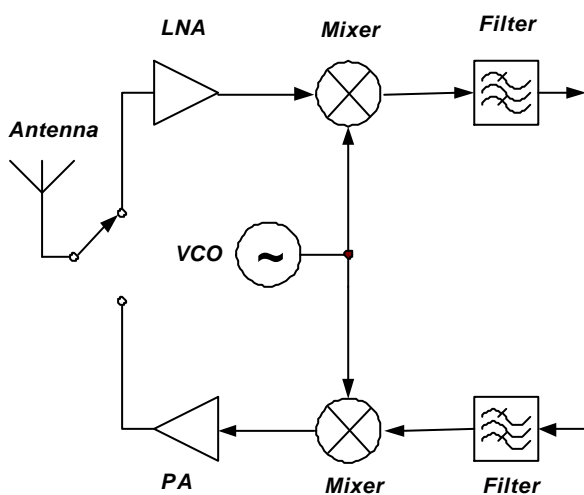 LNA
Mixer
Filter
Antenna
VCO
~
PA
Mixer
Filter